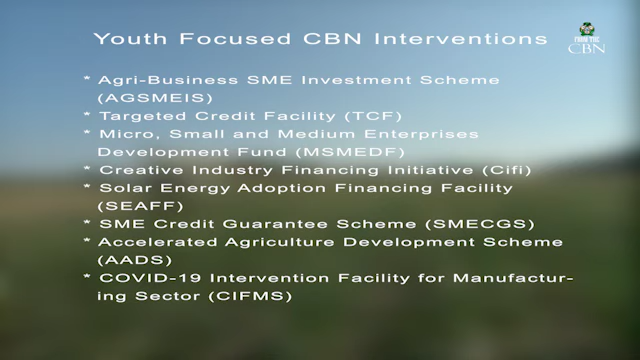 Youth Focused CBN Interventions
FROM THE
CBN
* Agri-Business SME Investment Scheme
(AGSMEIS)
* Targeted Credit Facility (TCF)
* Micro, Small and Medium Enterprises
Development Fund (MSMEDF)
* Creative Industry Financing Initiative (Cifi)
* Solar Energy Adoption Financing Facility
(SEAFF)
* SME Credit Guarantee Scheme (SMECGS)
* Accelerated Agriculture Development Scheme
(AADS)
* COVID-19 Intervention Facility for Manufactur-
ing Sector (CIFMS)